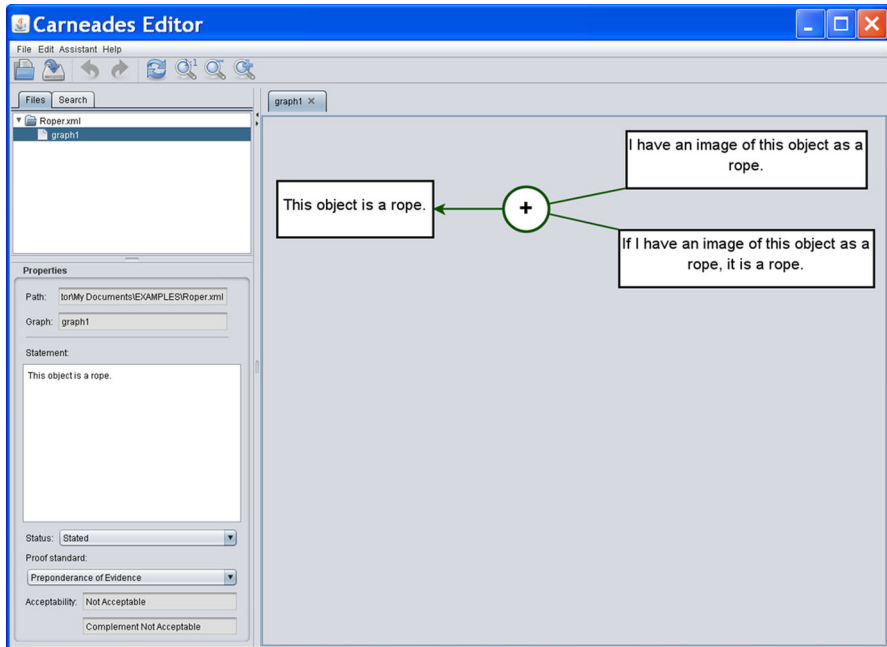 Carneades Editor
File Edit Assistant Help
Files Search
Roper.xml
graph1
Properties
Path: tor\My Documents\EXAMPLES\Roper.xml
Graph: graph1
Statement:
This object is a rope.
Status: Stated
Proof standard:
Preponderance of Evidence
Acceptability: Not Acceptable
Complement Not Acceptable
graph1 ×
I have an image of this object as a
rope.
This object is a rope.
+
If I have an image of this object as a
rope, it is a rope.